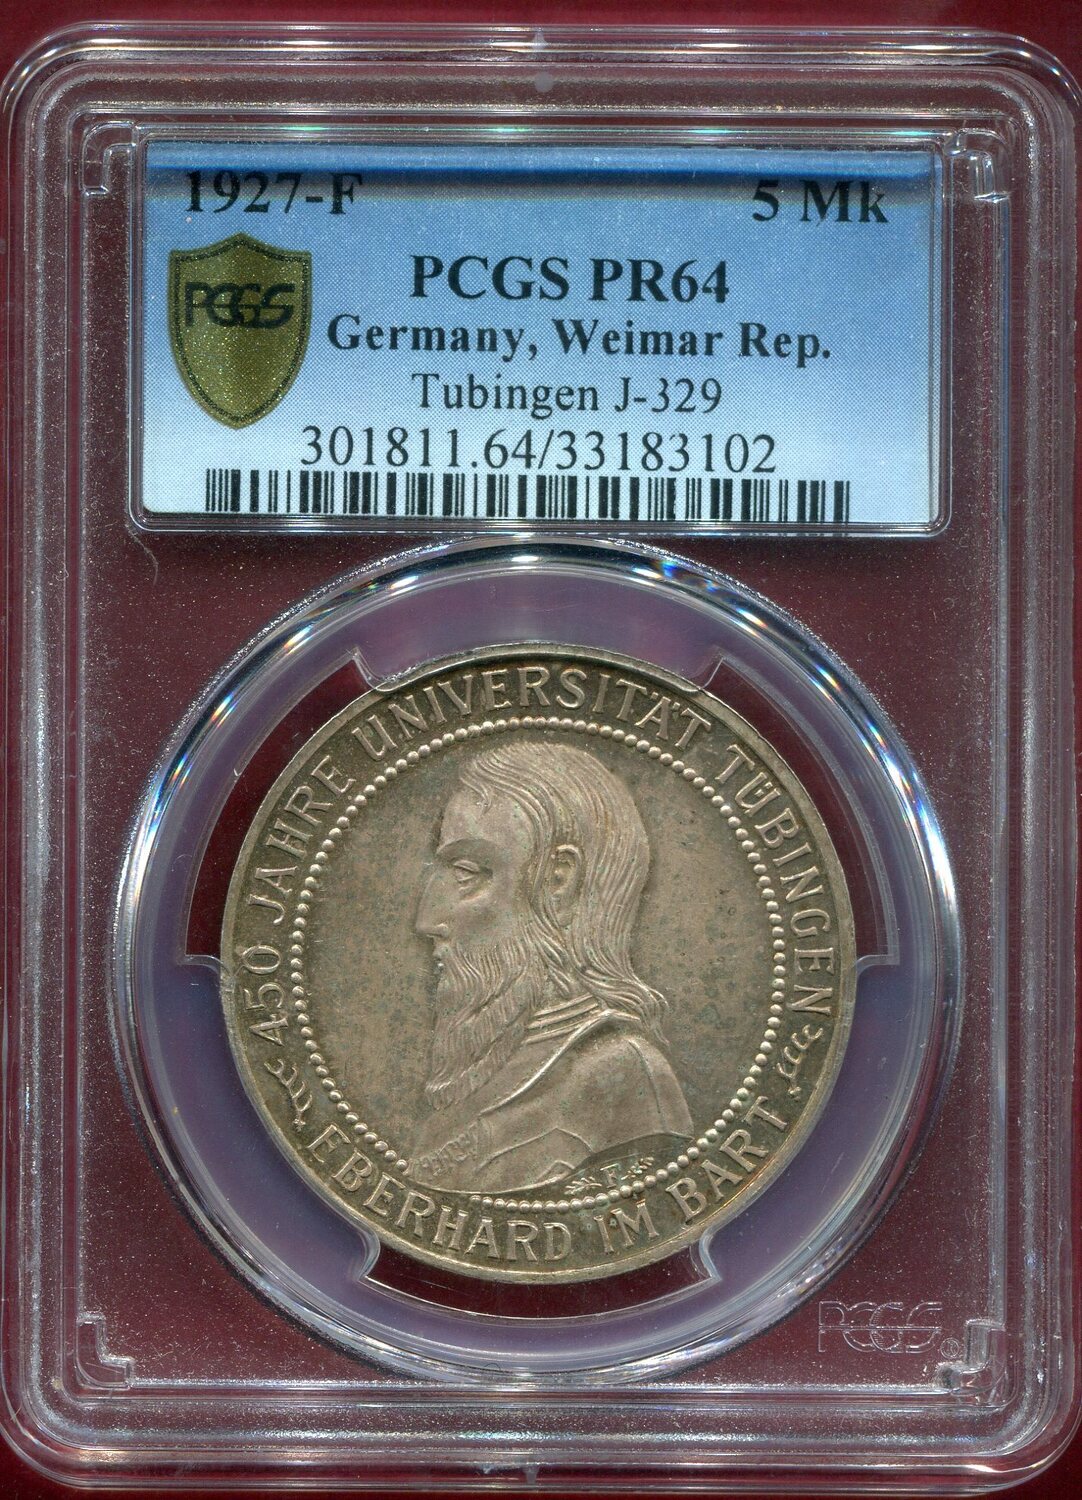 1927-F 5 Mk
PCGS PR64
PCGS
Germany, Weimar Rep.
Tubingen J-329
301811.64/33183102
450 JAHRE UNIVERSITÄT TÜBINGEN
EBERHARD IM BART
F
PCGS®